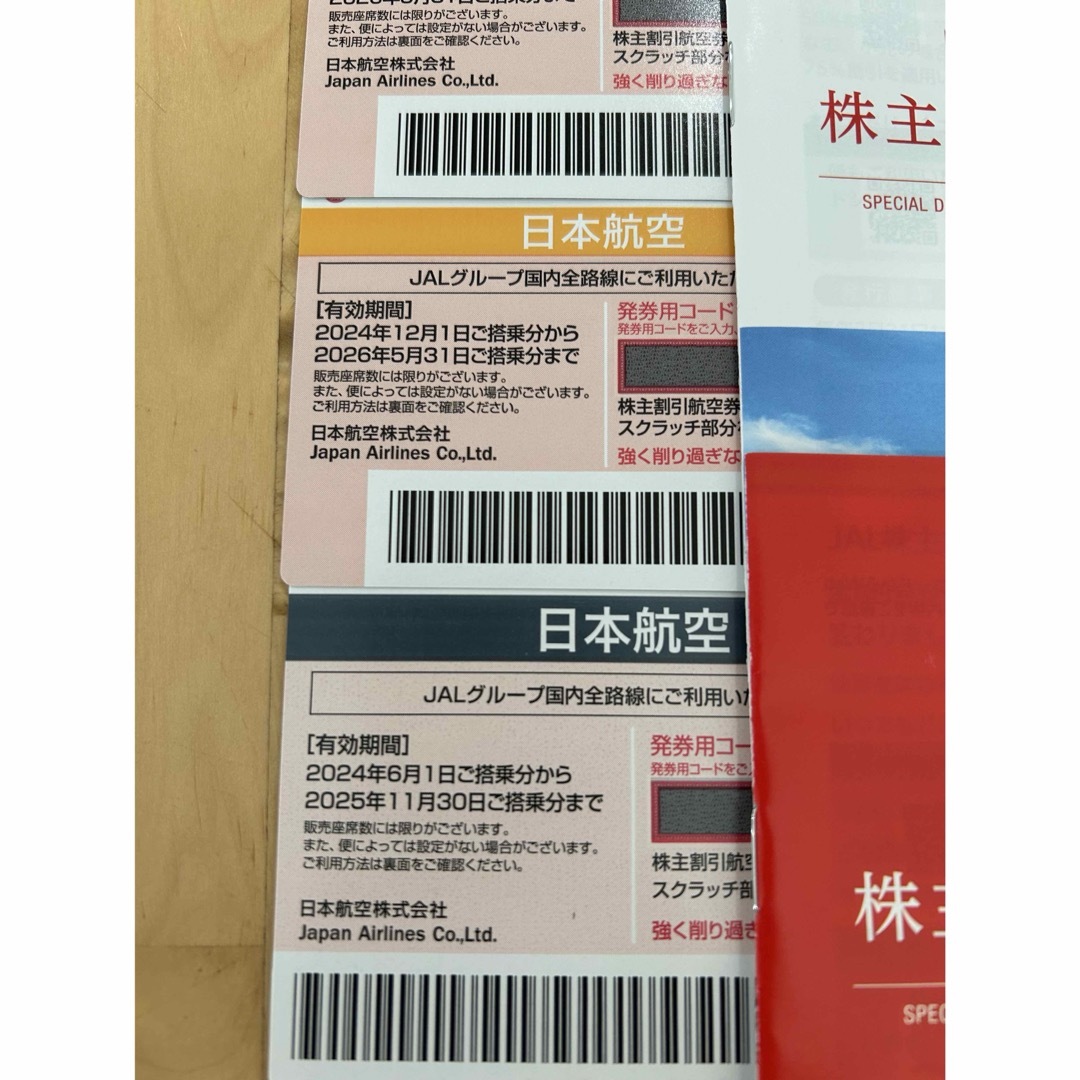 販売座席数には限りがございます。
また、便によっては設定がない場合がございます。
ご利用方法は裏面をご確認ください。
日本航空株式会社
Japan Airlines Co.,Ltd.
株主割引航空券
スクラッチ部分
強く削り過ぎな
日本航空
JALグループ国内全路線にご利用いた
[有効期間]
2024年12月1日ご搭乗分から
2026年5月31日ご搭乗分まで
販売座席数には限りがございます。
また、便によっては設定がない場合がございます。
ご利用方法は裏面をご確認ください。
日本航空株式会社
Japan Airlines Co.,Ltd.
発券用コード
発券用コードをご入力、
株主割引航空券
スクラッチ部分
強く削り過ぎな
日本航空
JALグループ国内全路線にご利用い
[有効期間]
2024年6月1日ご搭乗分から
2025年11月30日ご搭乗分まで
販売座席数には限りがございます。
また、便によっては設定がない場合がございます。
ご利用方法は裏面をご確認ください。
日本航空株式会社
Japan Airlines Co.,Ltd.
発券用コー
発券用コードをご
株主割引航
スクラッチ部
強く削り過ぎ
株主
SPECIAL D
株主
SPEC